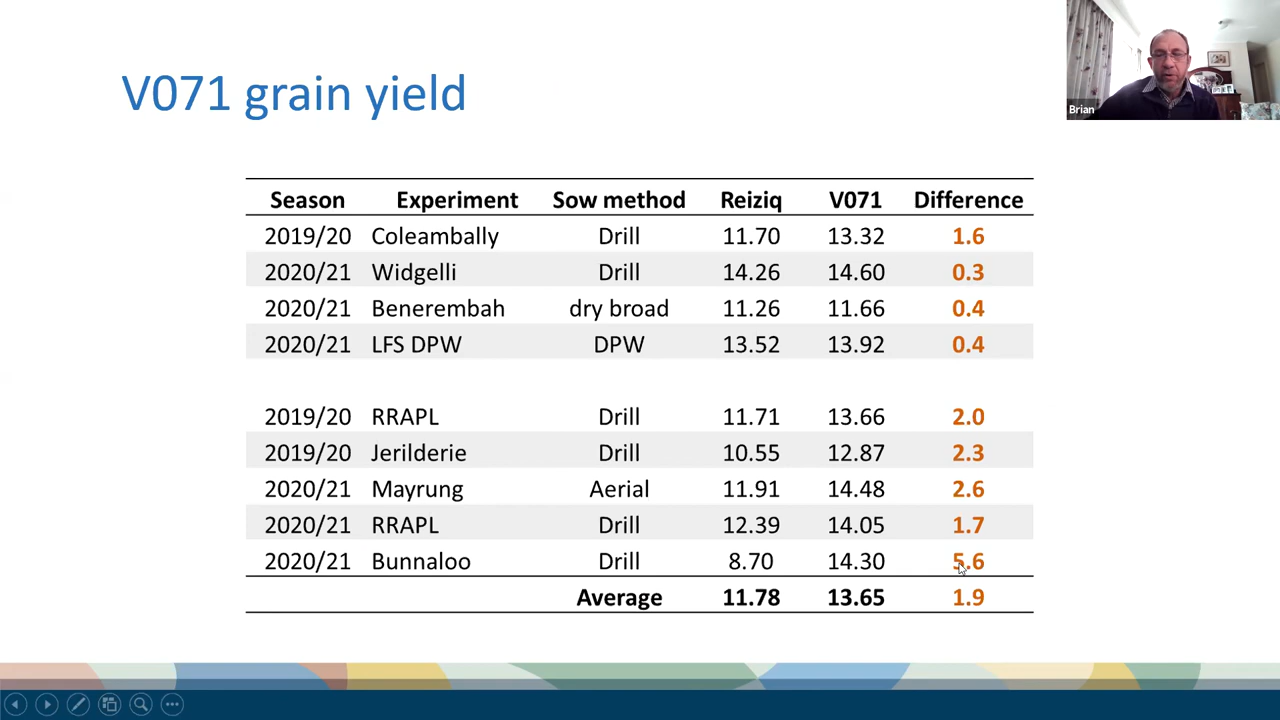 V071 grain yield
Brian
Season Experiment Sow method Reiziq V071 Difference
2019/20 Coleambally Drill 11.70 13.32 1.6
2020/21 Widgelli Drill 14.26 14.60 0.3
2020/21 Benerembah dry broad 11.26 11.66 0.4
2020/21 LFS DPW DPW 13.52 13.92 0.4
2019/20 RRAPL Drill 11.71 13.66 2.0
2019/20 Jerilderie Drill 10.55 12.87 2.3
2020/21 Mayrung Aerial 11.91 14.48 2.6
2020/21 RRAPL Drill 12.39 14.05 1.7
2020/21 Bunnaloo Drill 8.70 14.30 5.6
Average 11.78 13.65 1.9